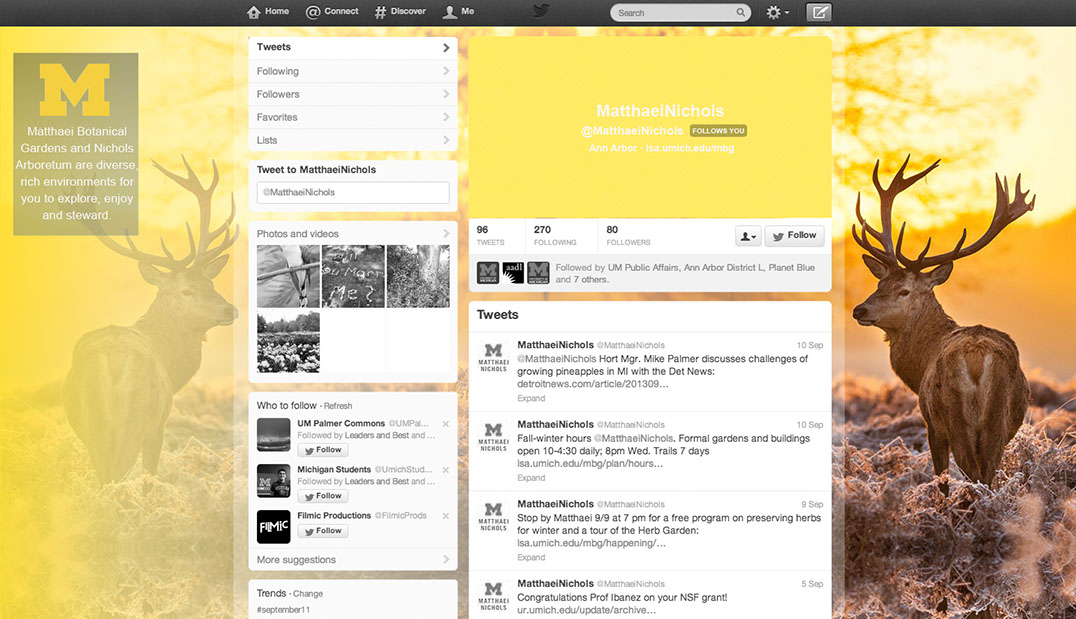 Home
Connect
Discover
Me
Search
M
Matthaei Botanical
Gardens and Nichols
Arboretum are diverse,
rich environments for
you to explore, enjoy
and steward.
Tweets
Following
Followers
Favorites
Lists
Tweet to MatthaeiNichols
@MatthaeiNichols
Photos and videos
Who to follow · Refresh
UM Palmer Commons @UMPal...
Followed by Leaders and Best and ...
Follow
Michigan Students @UmichStud...
Followed by Leaders and Best and ...
Follow
FILMIC
Filmic Productions @FilmicProds
Follow
More suggestions
Trends · Change
#september11
MatthaeiNichols
@MatthaeiNichols FOLLOWS YOU
Ann Arbor · lsa.umich.edu/mbg
96
TWEETS
270
FOLLOWING
80
FOLLOWERS
Follow
aadl
Followed by UM Public Affairs, Ann Arbor District L, Planet Blue
and 7 others.
Tweets
M
MATTHAEI
NICHOLS
MatthaeiNichols @MatthaeiNichols 10 Sep
@MatthaeiNichols Hort Mgr. Mike Palmer discusses challenges of
growing pineapples in MI with the Det News:
detroitnews.com/article/201309...
Expand
M
MATTHAEI
NICHOLS
MatthaeiNichols @MatthaeiNichols 10 Sep
Fall-winter hours @MatthaeiNichols. Formal gardens and buildings
open 10-4:30 daily; 8pm Wed. Trails 7 days
lsa.umich.edu/mbg/plan/hours...
Expand
M
MATTHAEI
NICHOLS
MatthaeiNichols @MatthaeiNichols 9 Sep
Stop by Matthaei 9/9 at 7 pm for a free program on preserving herbs
for winter and a tour of the Herb Garden:
lsa.umich.edu/mbg/happening/...
Expand
M
MATTHAEI
NICHOLS
MatthaeiNichols @MatthaeiNichols 5 Sep
Congratulations Prof Ibanez on your NSF grant!
ur.umich.edu/update/archive...